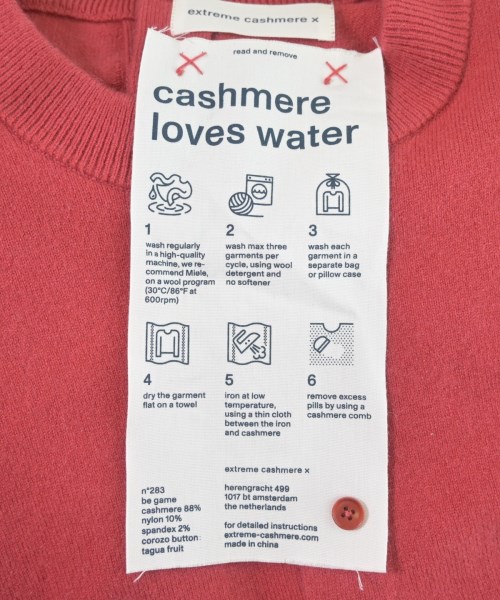 extreme cashmere x
read and remove
cashmere
loves water
1
wash regularly
in a high-quality
machine, we re-
commend Miele,
on a wool program
(30°C/86°F at
600rpm)
2
wash max three
garments per
cycle, using wool
detergent and
no softener
3
wash each
garment in a
separate bag
or pillow case
4
dry the garment
flat on a towel
5
iron at low
temperature,
using a thin cloth
between the iron
and cashmere
6
remove excess
pills by using a
cashmere comb
n°283
be game
cashmere 88%
nylon 10%
spandex 2%
corozo button:
tagua fruit
extreme cashmere x
herengracht 499
1017 bt amsterdam
the netherlands
for detailed instructions
extreme-cashmere.com
made in china